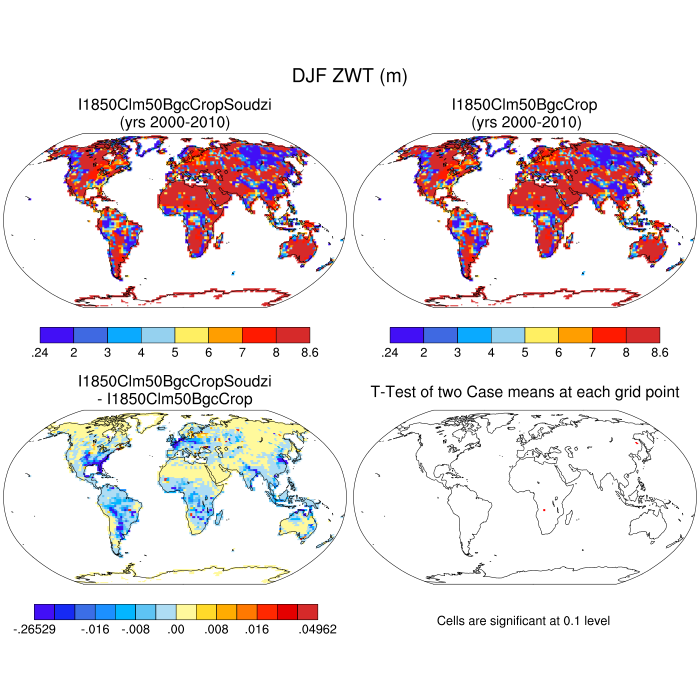 DJF ZWT (m)
I1850Clm50BgcCropSoudzi
(yrs 2000-2010)
I1850Clm50BgcCrop
(yrs 2000-2010)
.24 2 3 4 5 6 7 8 8.6
.24 2 3 4 5 6 7 8 8.6
I1850Clm50BgcCropSoudzi
- I1850Clm50BgcCrop
T-Test of two Case means at each grid point
-.26529 -.016 -.008 .00 .008 .016 .04962
Cells are significant at 0.1 level